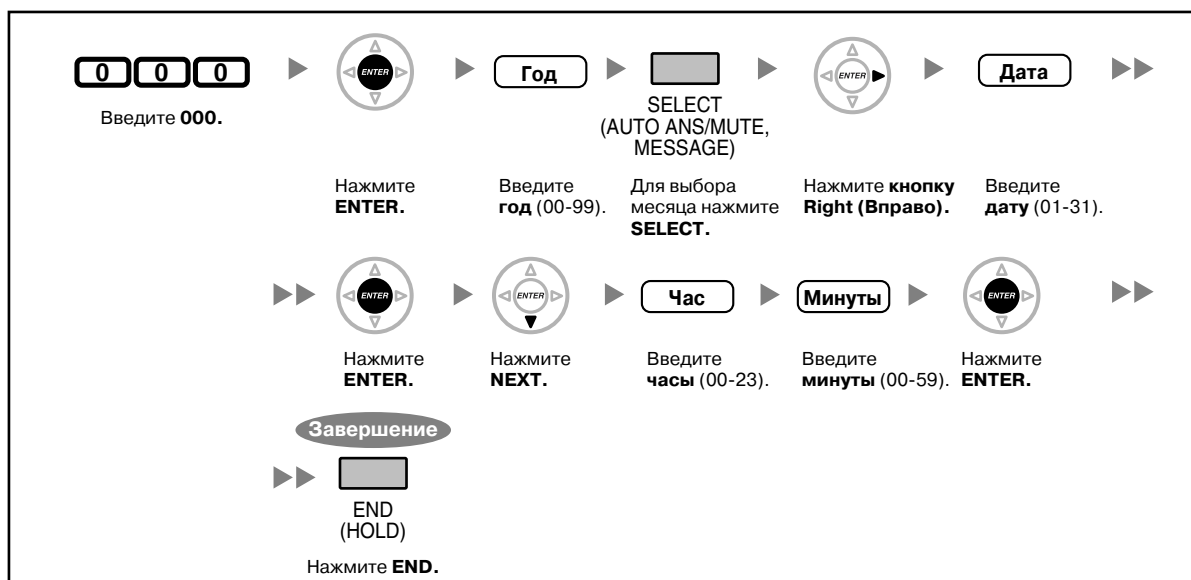 0 0 0
ENTER
Год
ENTER
Дата
Введите 000.
SELECT
(AUTO ANS/MUTE,
MESSAGE)
Нажмите
ENTER.
Введите
год (00-99).
Для выбора
месяца нажмите
SELECT.
Нажмите кнопку
Right (Вправо).
Введите
дату (01-31).
ENTER
ENTER
Час
Минуты
ENTER
Нажмите
ENTER.
Нажмите
NEXT.
Введите
часы (00-23).
Введите
минуты (00-59).
Нажмите
ENTER.
Завершение
END
(HOLD)
Нажмите END.